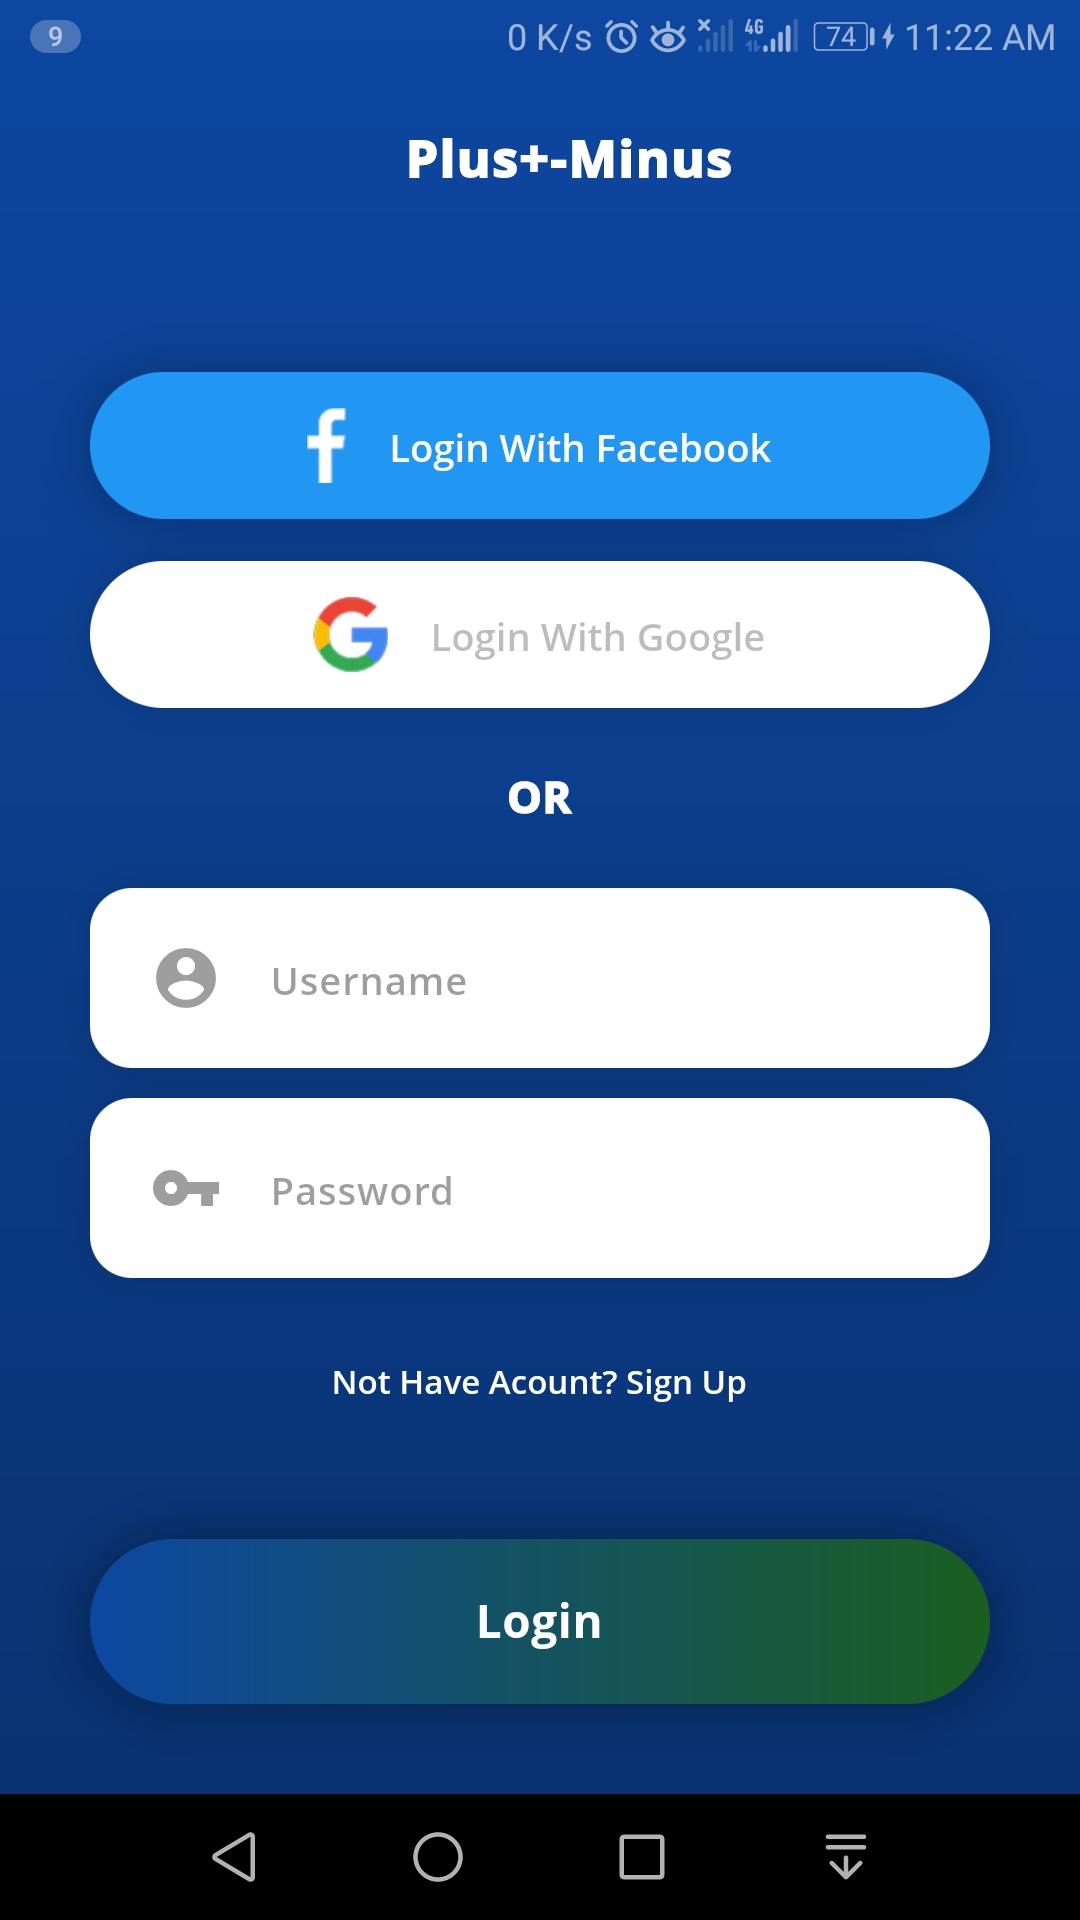 9 0 K/s 4G 74 11:22 AM
Plus+-Minus
Login With Facebook
Login With Google
OR
Username
Password
Not Have Acount? Sign Up
Login